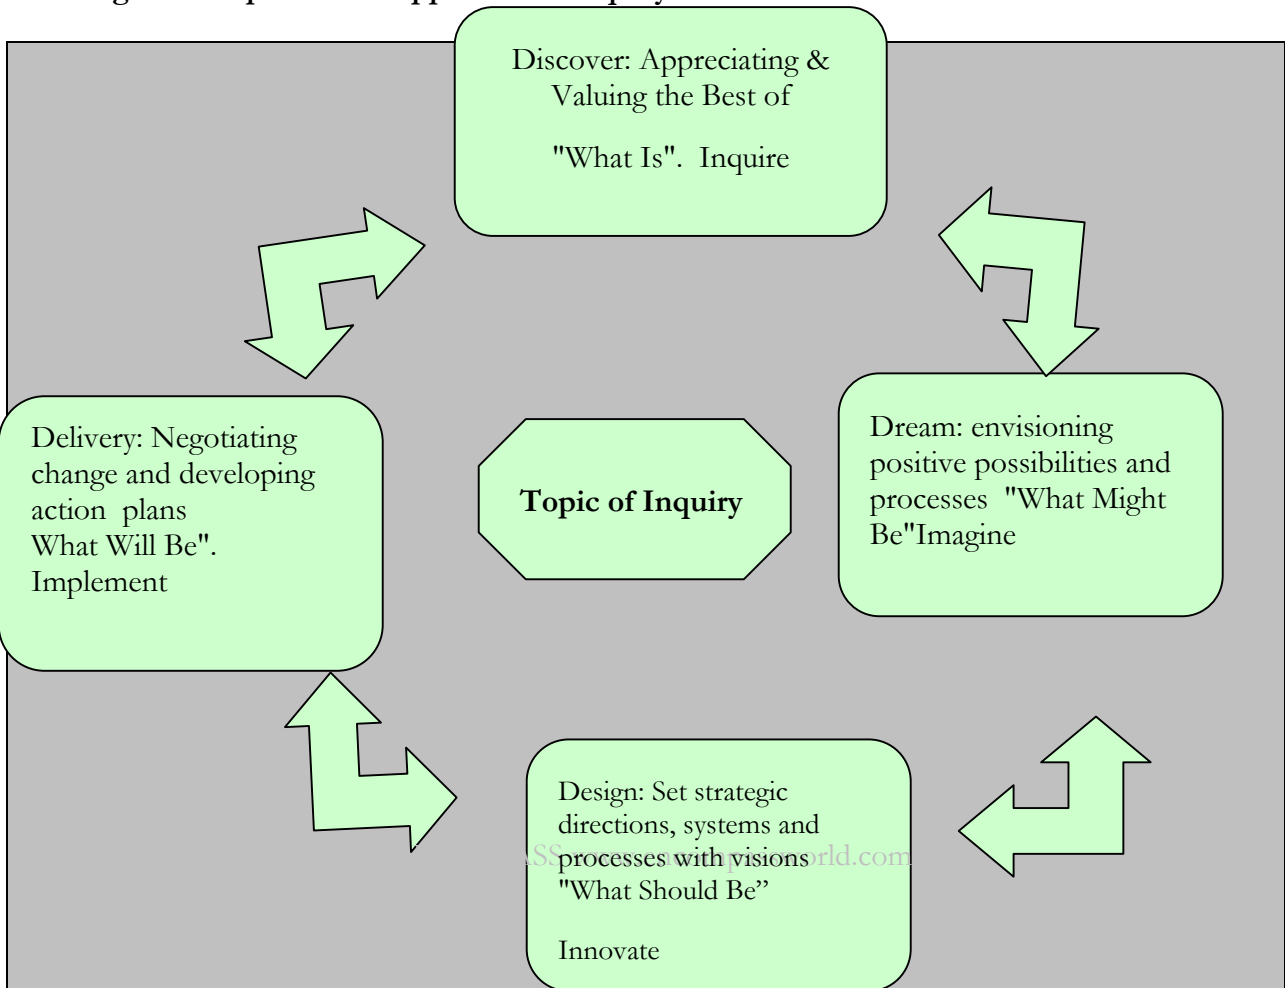 Discover: Appreciating &
Valuing the Best of
"What Is".  Inquire
Delivery: Negotiating
change and developing
action  plans
What Will Be".
Implement
Topic of Inquiry
Dream: envisioning
positive possibilities and
processes  "What Might
Be"Imagine
Design: Set strategic
directions, systems and
processes with visions
"What Should Be”
Innovate